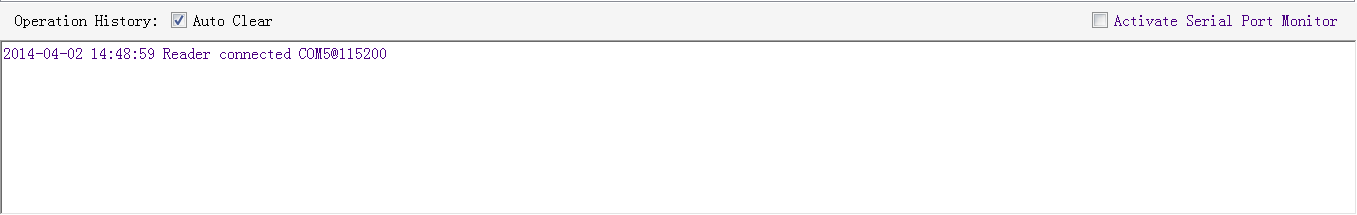 Operation History: Auto Clear Activate Serial Port Monitor
2014-04-02 14:48:59 Reader connected COM5@115200